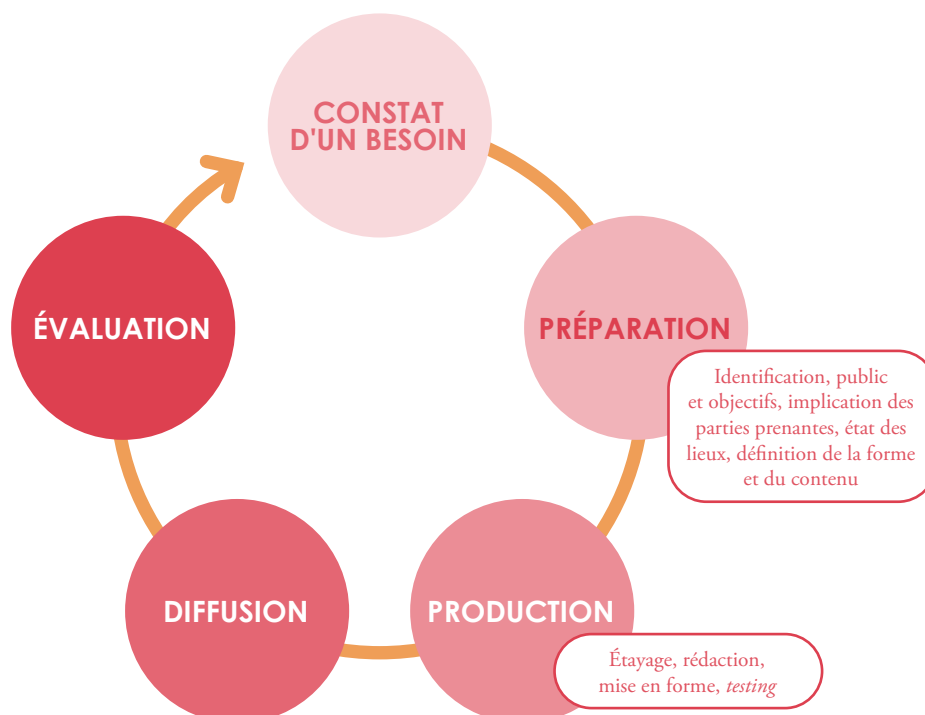 CONSTAT
D'UN BESOIN
PRÉPARATION
Identification, public
et objectifs, implication des
parties prenantes, état des
lieux, définition de la forme
et du contenu
PRODUCTION
Étayage, rédaction,
mise en forme, testing
DIFFUSION
ÉVALUATION